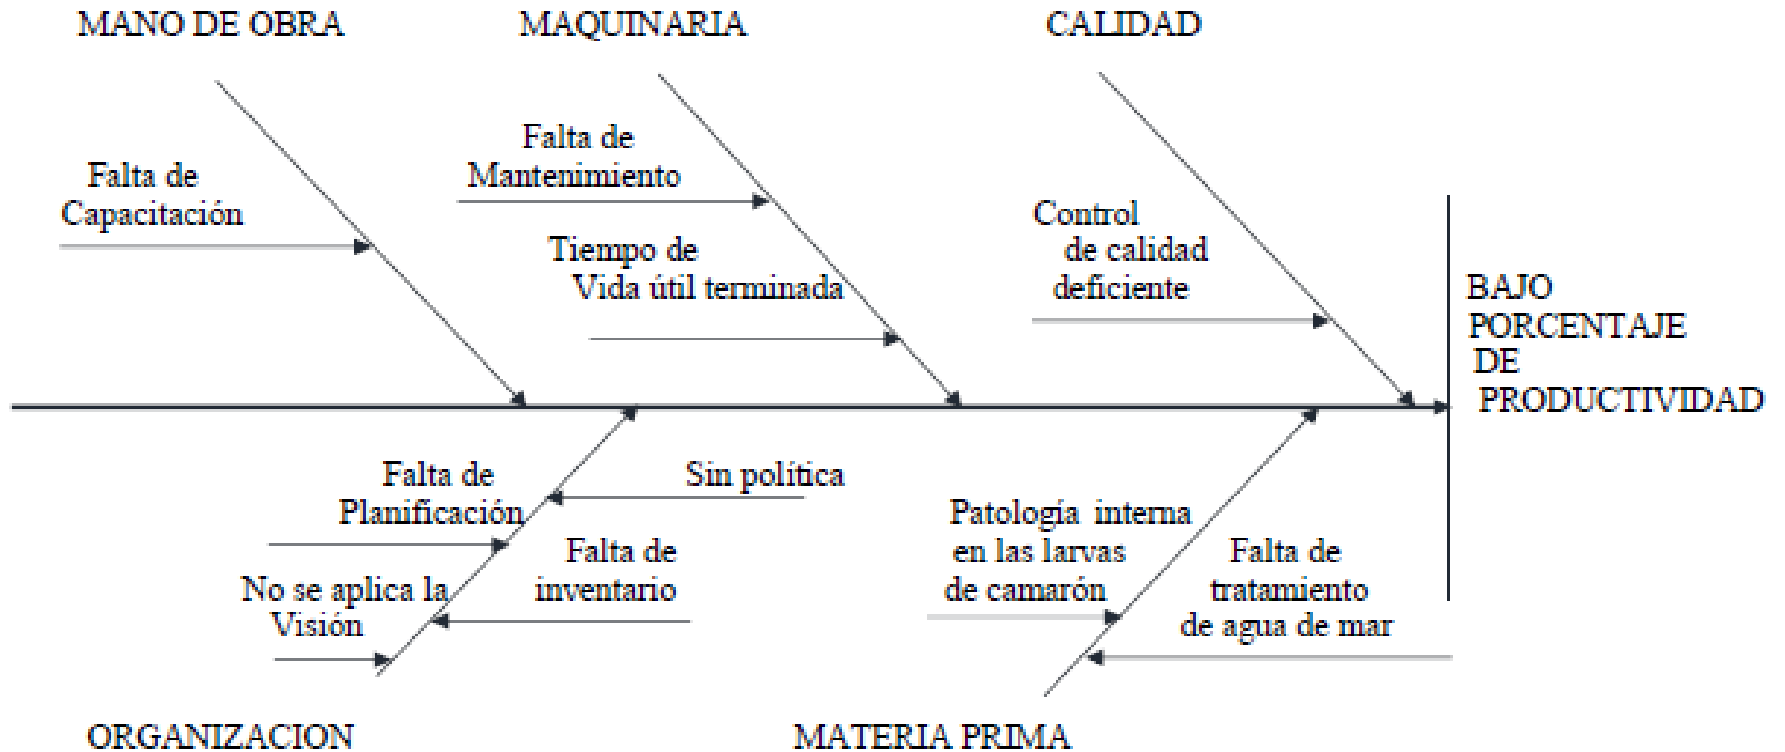 MANO DE OBRA
MAQUINARIA
CALIDAD
Falta de
Capacitación
Falta de
Mantenimiento
Tiempo de
Vida útil terminada
Control
de calidad
deficiente
BAJO
PORCENTAJE
DE
PRODUCTIVIDAD
Falta de
Planificación
Sin política
No se aplica la
Visión
Falta de
inventario
Patología interna
en las larvas
de camarón
Falta de
tratamiento
de agua de mar
ORGANIZACION
MATERIA PRIMA